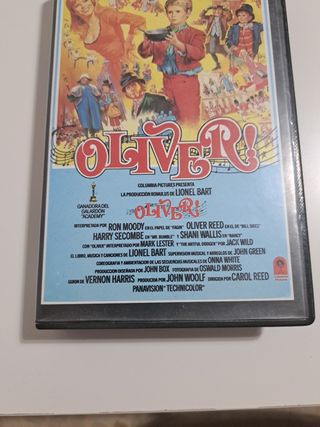 OLIVER!
COLUMBIA PICTURES PRESENTA
LA PRODUCCIÓN ROMULUS DE LIONEL BART
GANADORA DEL
GALARDÓN
"ACADEMY"
OLIVER!
INTERPRETADO POR RON MOODY EN EL PAPEL DE "FAGIN" OLIVER REED EN EL DE "BILL SIKES"
HARRY SECOMBE EN "MR. BUMBLE" Y SHANI WALLIS EN "NANCY"
CON "OLIVER" INTERPRETADO POR MARK LESTER Y "THE ARTFUL DODGER" POR JACK WILD
EL LIBRO, MUSICA Y CANCIONES DE LIONEL BART SUPERVISION MUSICAL Y ARREGLOS DE JOHN GREEN
COREOGRAFIA Y AMBIENTACION DE LAS SECUENCIAS MUSICALES DE ONNA WHITE
PRODUCCION DISEÑADA POR JOHN BOX FOTOGRAFIA DE OSWALD MORRIS
GUION DE VERNON HARRIS PRODUCIDO POR JOHN WOOLF DIRIGIDA POR CAROL REED
PANAVISION TECHNICOLOR®